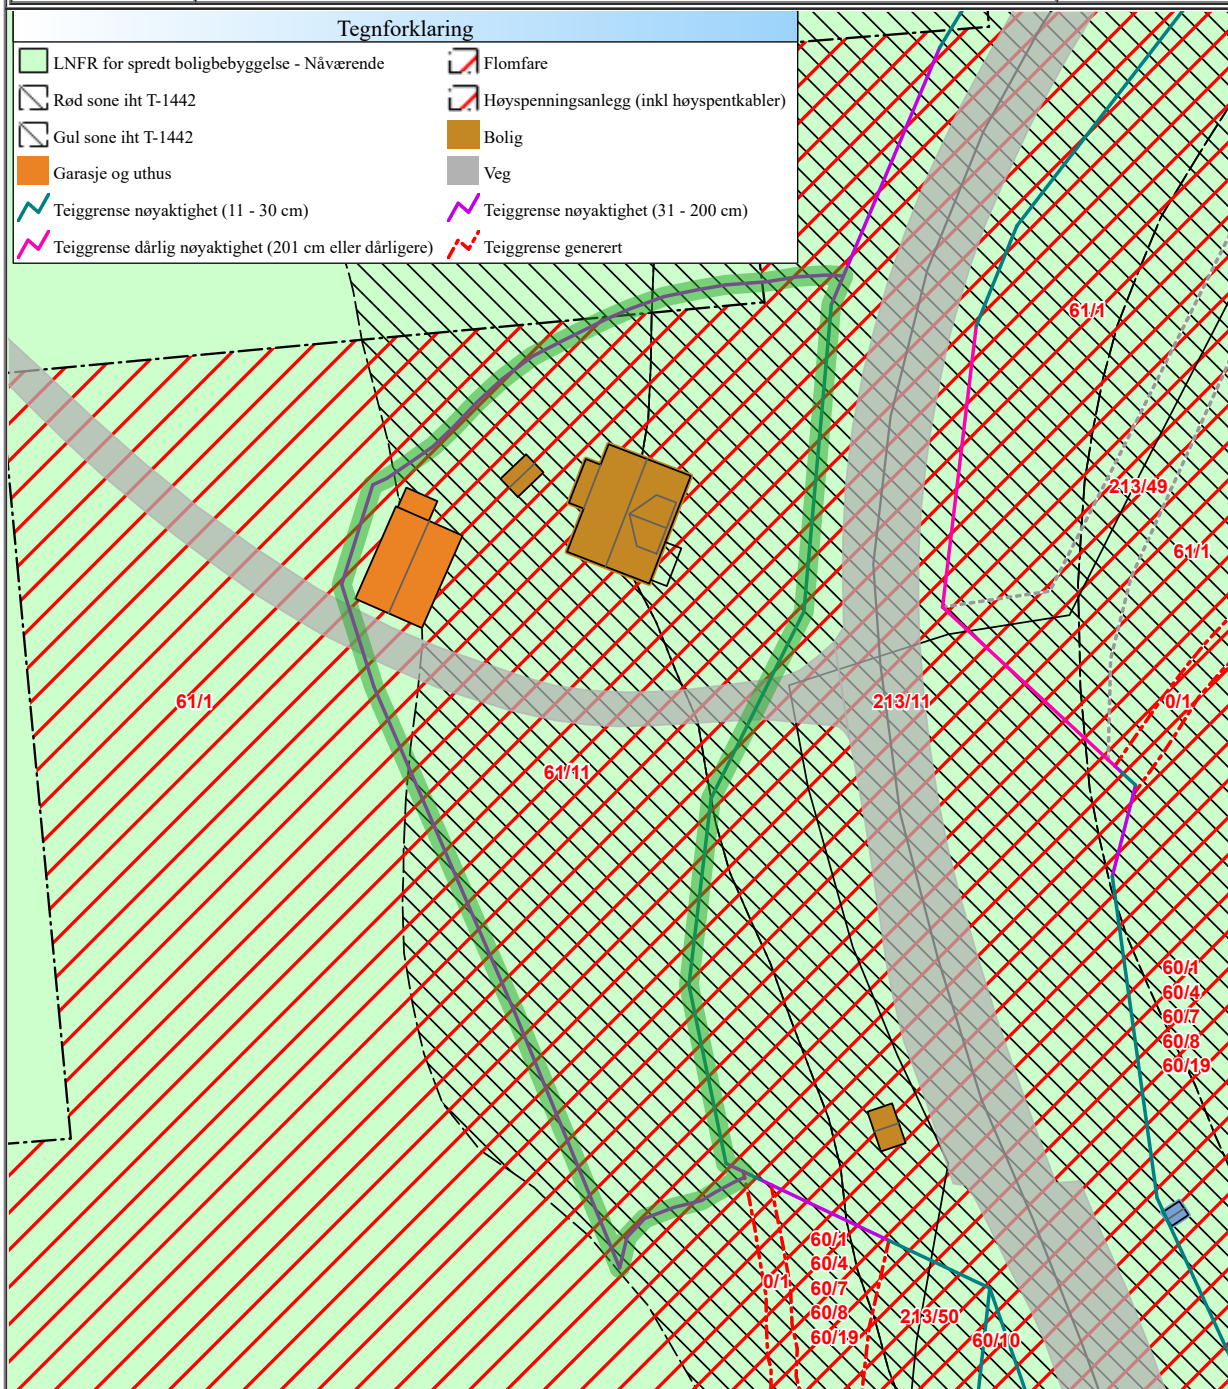 Tegnforklaring
LNFR for spredt boligbebyggelse - Nåværende
Rød sone iht T-1442
Gul sone iht T-1442
Garasje og uthus
Teiggrense nøyaktighet (11 - 30 cm)
Teiggrense dårlig nøyaktighet (201 cm eller dårligere)
Flomfare
Høyspenningsanlegg (inkl høyspentkabler)
Bolig
Veg
Teiggrense nøyaktighet (31 - 200 cm)
Teiggrense generert
61/1
213/49
61/1
61/1
213/11
0/1
61/11
60/1
60/4
60/7
60/8
60/19
60/1
60/4
0/1
60/7
60/8
213/50
60/19
60/10